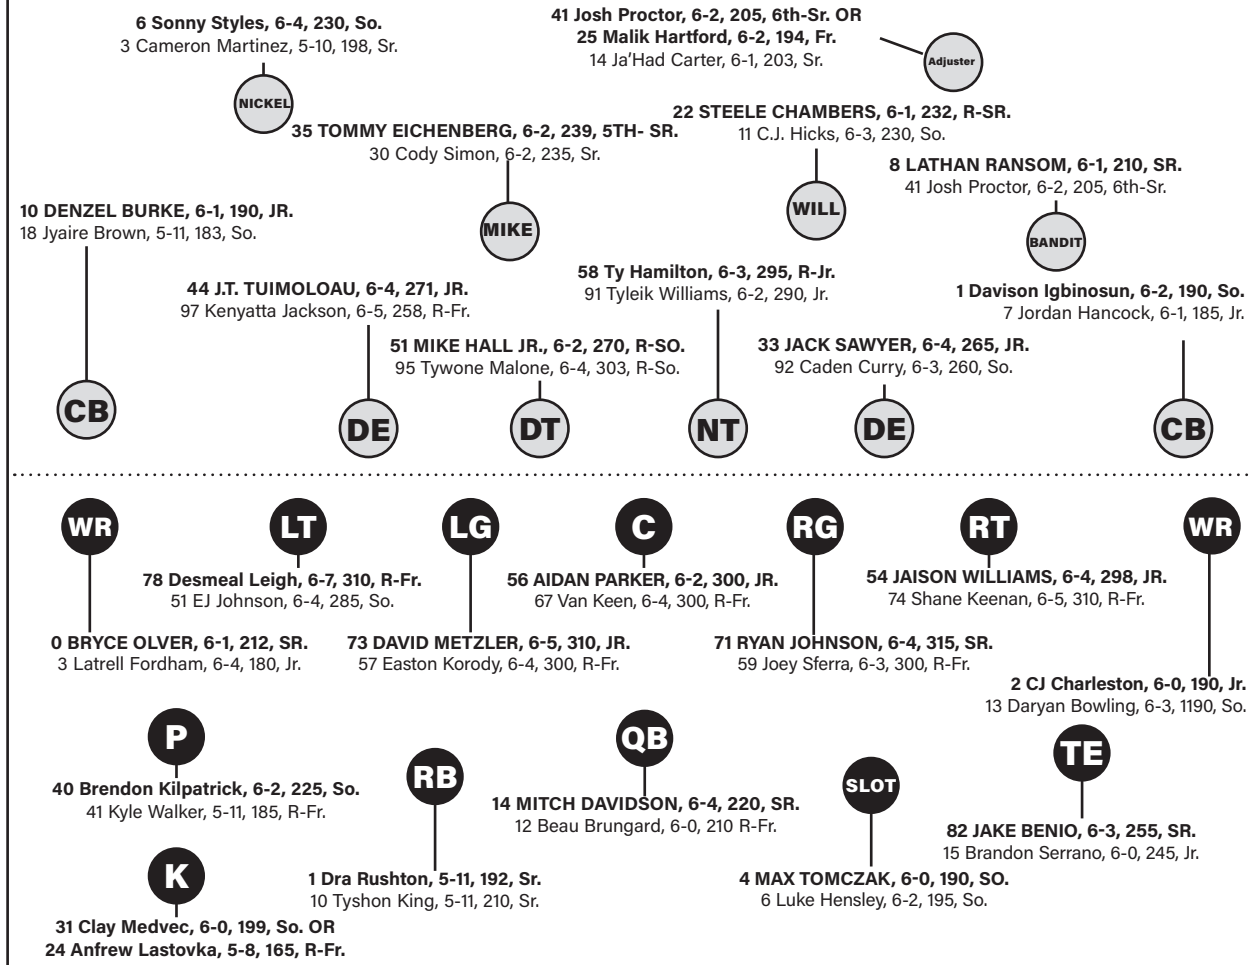 6 Sonny Styles, 6-4, 230, So.
3 Cameron Martinez, 5-10, 198, Sr.
NICKEL
41 Josh Proctor, 6-2, 205, 6th-Sr. OR
25 Malik Hartford, 6-2, 194, Fr.
14 Ja'Had Carter, 6-1, 203, Sr.
Adjuster
35 TOMMY EICHENBERG, 6-2, 239, 5TH- SR.
30 Cody Simon, 6-2, 235, Sr.
MIKE
22 STEELE CHAMBERS, 6-1, 232, R-SR.
11 C.J. Hicks, 6-3, 230, So.
WILL
8 LATHAN RANSOM, 6-1, 210, SR.
41 Josh Proctor, 6-2, 205, 6th-Sr.
BANDIT
10 DENZEL BURKE, 6-1, 190, JR.
18 Jyaire Brown, 5-11, 183, So.
CB
44 J.T. TUIMOLOAU, 6-4, 271, JR.
97 Kenyatta Jackson, 6-5, 258, R-Fr.
DE
51 MIKE HALL JR., 6-2, 270, R-SO.
95 Tywone Malone, 6-4, 303, R-So.
DT
58 Ty Hamilton, 6-3, 295, R-Jr.
91 Tyleik Williams, 6-2, 290, Jr.
NT
33 JACK SAWYER, 6-4, 265, JR.
92 Caden Curry, 6-3, 260, So.
DE
1 Davison Igbinosun, 6-2, 190, So.
7 Jordan Hancock, 6-1, 185, Jr.
CB
WR
0 BRYCE OLVER, 6-1, 212, SR.
3 Latrell Fordham, 6-4, 180, Jr.
LT
78 Desmeal Leigh, 6-7, 310, R-Fr.
51 EJ Johnson, 6-4, 285, So.
LG
73 DAVID METZLER, 6-5, 310, JR.
57 Easton Korody, 6-4, 300, R-Fr.
C
56 AIDAN PARKER, 6-2, 300, JR.
67 Van Keen, 6-4, 300, R-Fr.
RG
71 RYAN JOHNSON, 6-4, 315, SR.
59 Joey Sferra, 6-3, 300, R-Fr.
RT
54 JAISON WILLIAMS, 6-4, 298, JR.
74 Shane Keenan, 6-5, 310, R-Fr.
WR
2 CJ Charleston, 6-0, 190, Jr.
13 Daryan Bowling, 6-3, 1190, So.
P
40 Brendon Kilpatrick, 6-2, 225, So.
41 Kyle Walker, 5-11, 185, R-Fr.
RB
1 Dra Rushton, 5-11, 192, Sr.
10 Tyshon King, 5-11, 210, Sr.
QB
14 MITCH DAVIDSON, 6-4, 220, SR.
12 Beau Brungard, 6-0, 210 R-Fr.
SLOT
4 MAX TOMCZAK, 6-0, 190, SO.
6 Luke Hensley, 6-2, 195, So.
TE
82 JAKE BENIO, 6-3, 255, SR.
15 Brandon Serrano, 6-0, 245, Jr.
K
31 Clay Medvec, 6-0, 199, So. OR
24 Anfrew Lastovka, 5-8, 165, R-Fr.